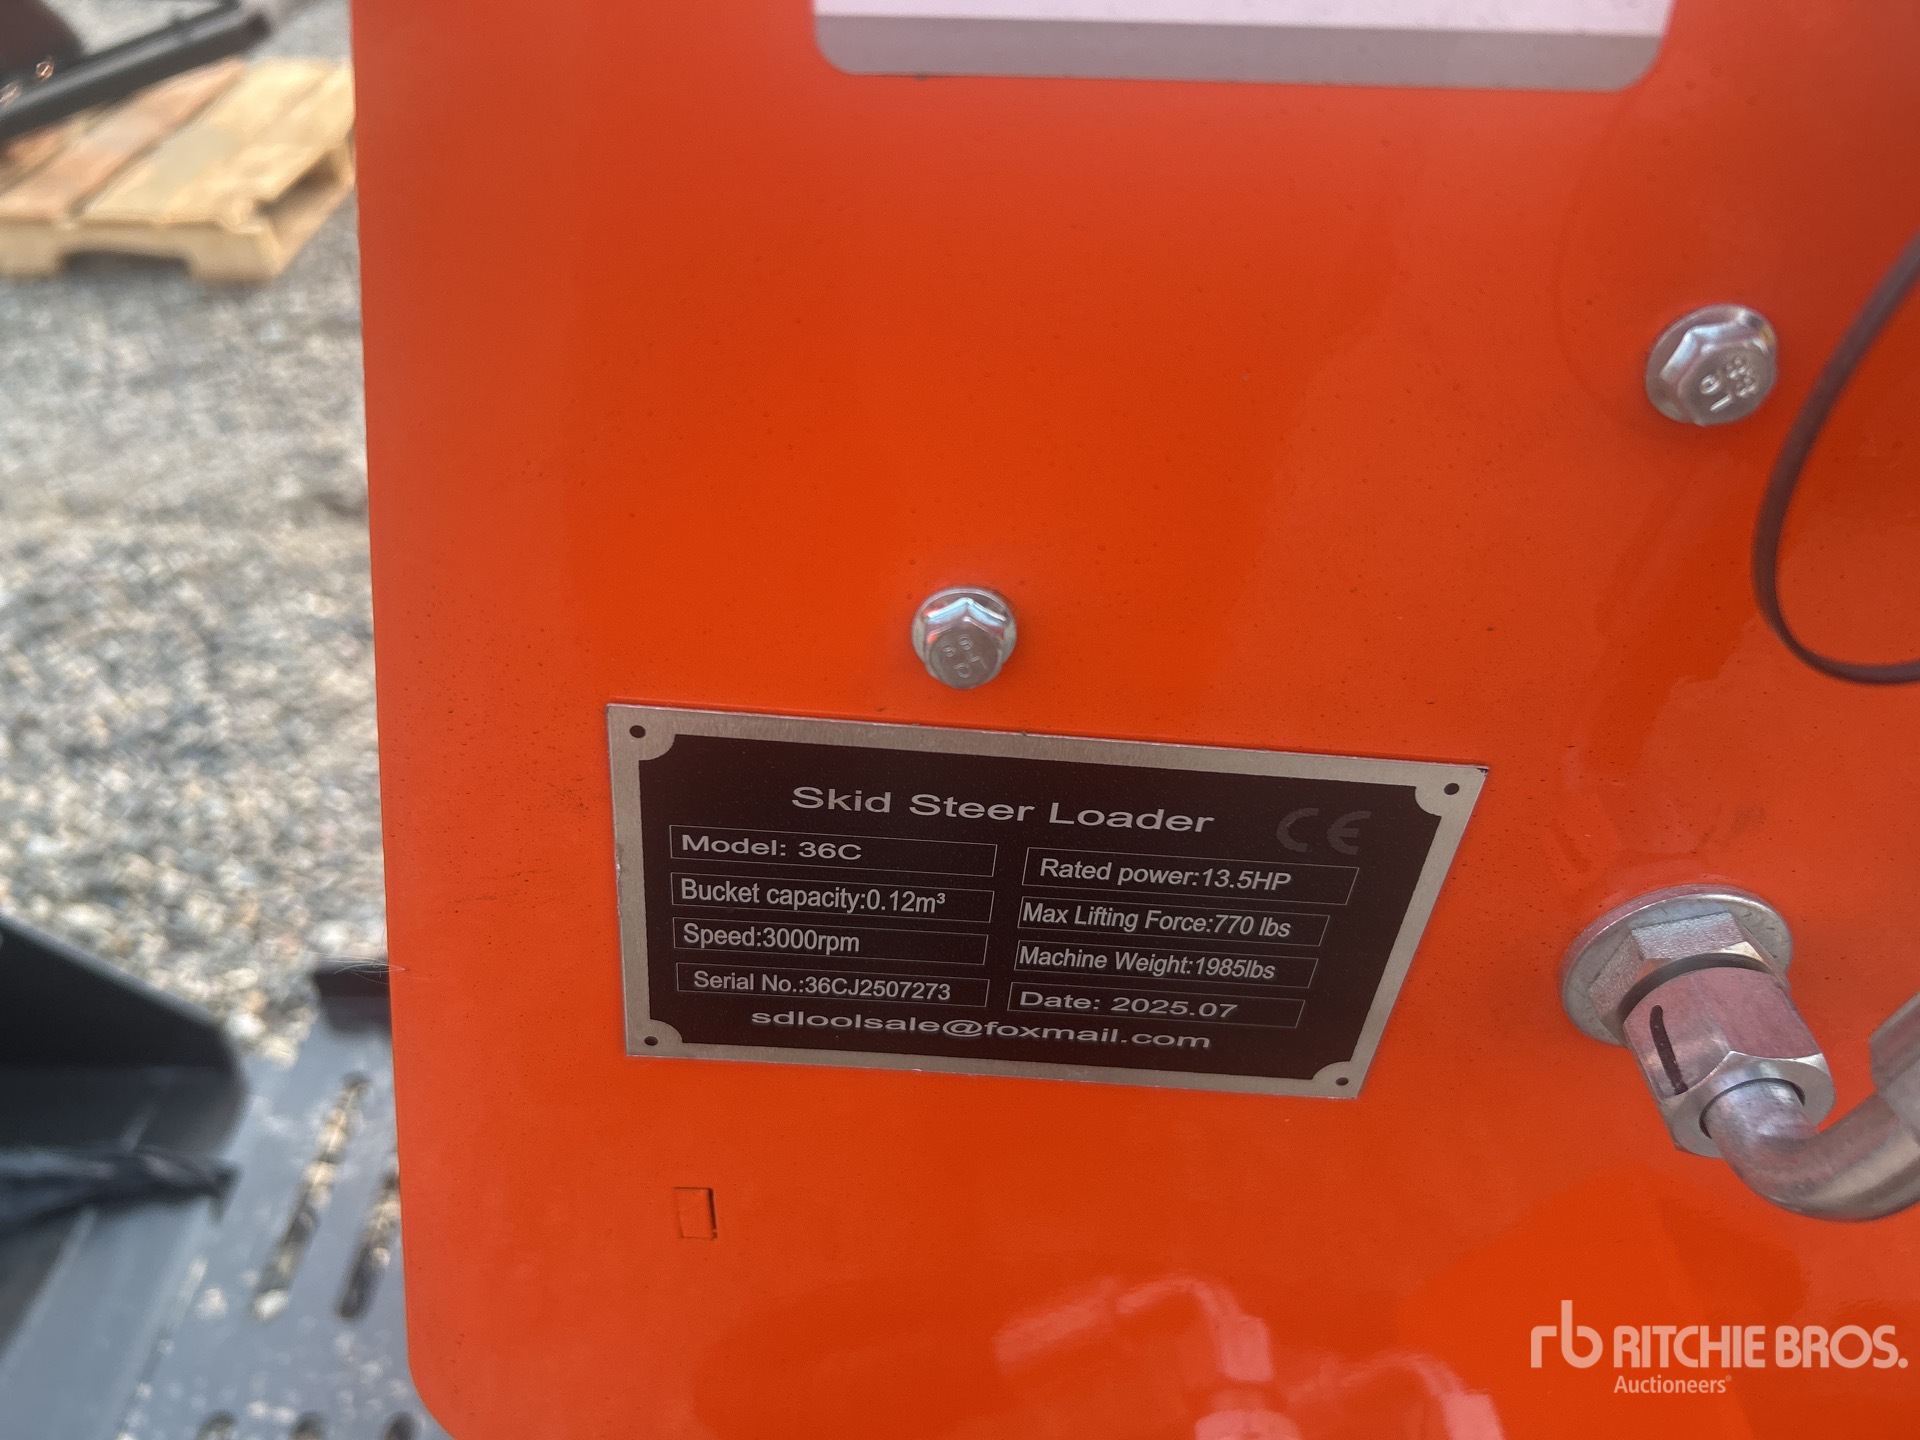 Skid Steer Loader CE
Model: 36C
Rated power:13.5HP
Bucket capacity:0.12m³
Max Lifting Force:770 lbs
Speed:3000rpm
Machine Weight:1985lbs
Serial No.:36CJ2507273
Date: 2025.07
sdloolsale@foxmail.com
rb RITCHIE BROS.
Auctioneers